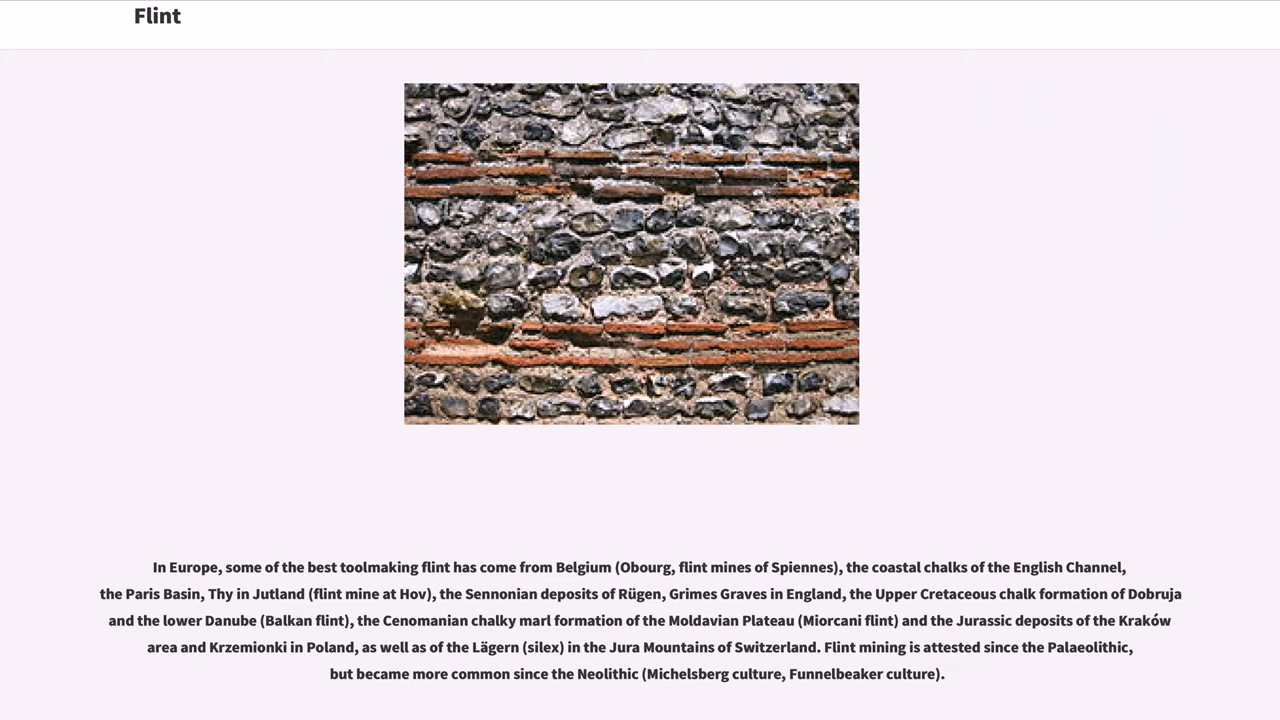 Flint
In Europe, some of the best toolmaking flint has come from Belgium (Obourg, flint mines of Spiennes), the coastal chalks of the English Channel,
the Paris Basin, Thy in Jutland (flint mine at Hov), the Sennonian deposits of Rügen, Grimes Graves in England, the Upper Cretaceous chalk formation of Dobruja
and the lower Danube (Balkan flint), the Cenomanian chalky marl formation of the Moldavian Plateau (Miorcani flint) and the Jurassic deposits of the Kraków
area and Krzemionki in Poland, as well as of the Lägern (silex) in the Jura Mountains of Switzerland. Flint mining is attested since the Palaeolithic,
but became more common since the Neolithic (Michelsberg culture, Funnelbeaker culture).